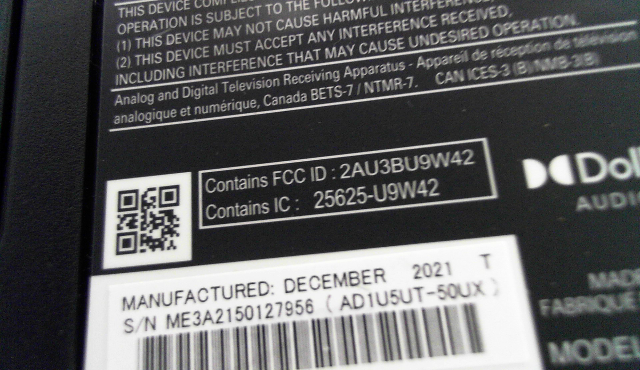 THIS DEVICE
OPERATION IS SUBJECT TO THE
(1) THIS DEVICE MAY NOT CAUSE HARMFUL
(2) THIS DEVICE MUST ACCEPT ANY INTERFERENCE RECEIVED,
INCLUDING INTERFERENCE THAT MAY CAUSE UNDESIRED OPERATION.
Analog and Digital Television Receiving Apparatus - Appareil de réception de télévision
analogique et numérique, Canada BETS-7 / NTMR-7. CAN ICES-3 (B)/NMB-3(B)
Contains FCC ID : 2AU3BU9W42
Contains IC : 25625-U9W42
AUDIO
MANUFACTURED: DECEMBER 2021 T
S/N ME3A2150127956 ( AD1U5UT-50UX )